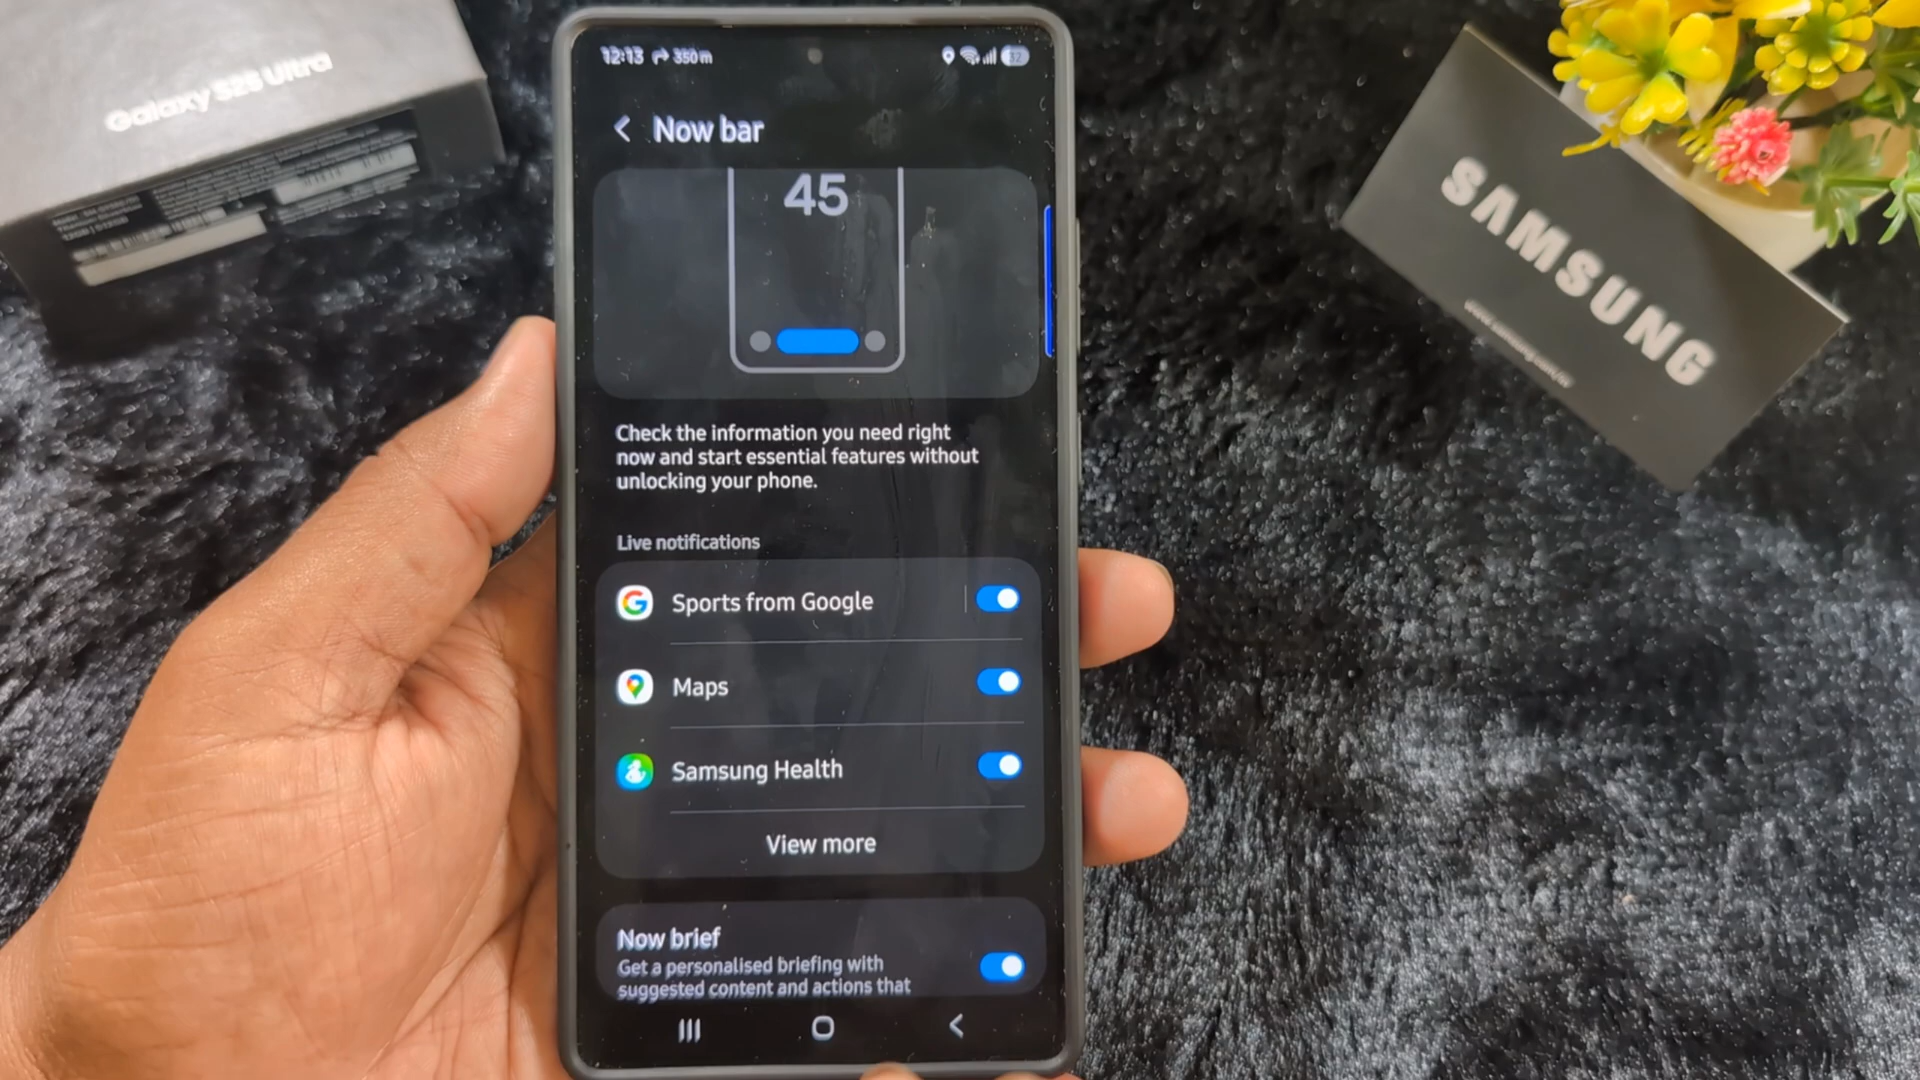 Galaxy S25 Ultra
12:13 350 m
32
Now bar
45
Check the information you need right
now and start essential features without
unlocking your phone.
Live notifications
Sports from Google
Maps
Samsung Health
View more
Now brief
Get a personalised briefing with
suggested content and actions that
SAMSUNG